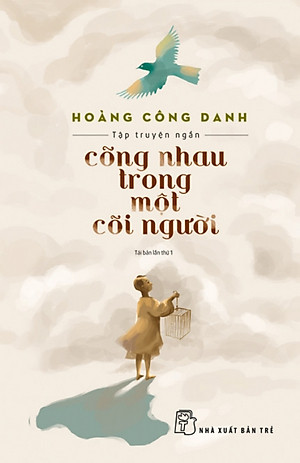 HOÀNG CÔNG DANH
Tập truyện ngắn
cõng nhau
trong
một
cõi người
Tái bản lần thứ 1
NHÀ XUẤT BẢN TRẺ